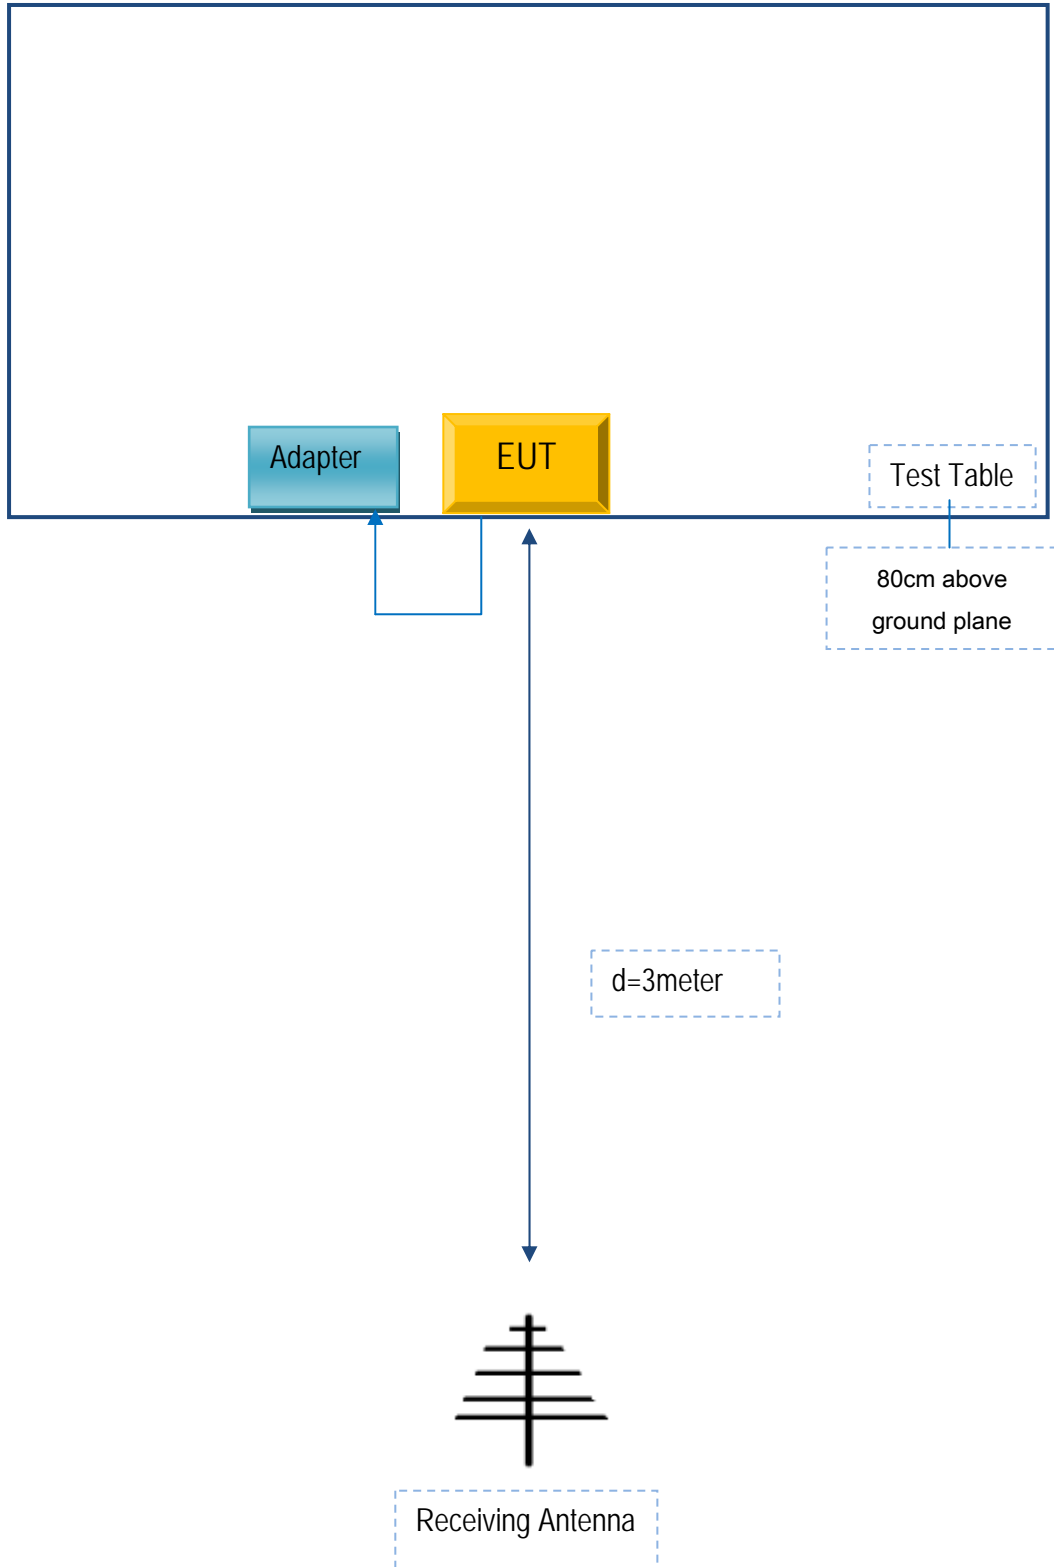 Adapter
EUT
Test Table
80cm above
ground plane
d=3meter
Receiving Antenna